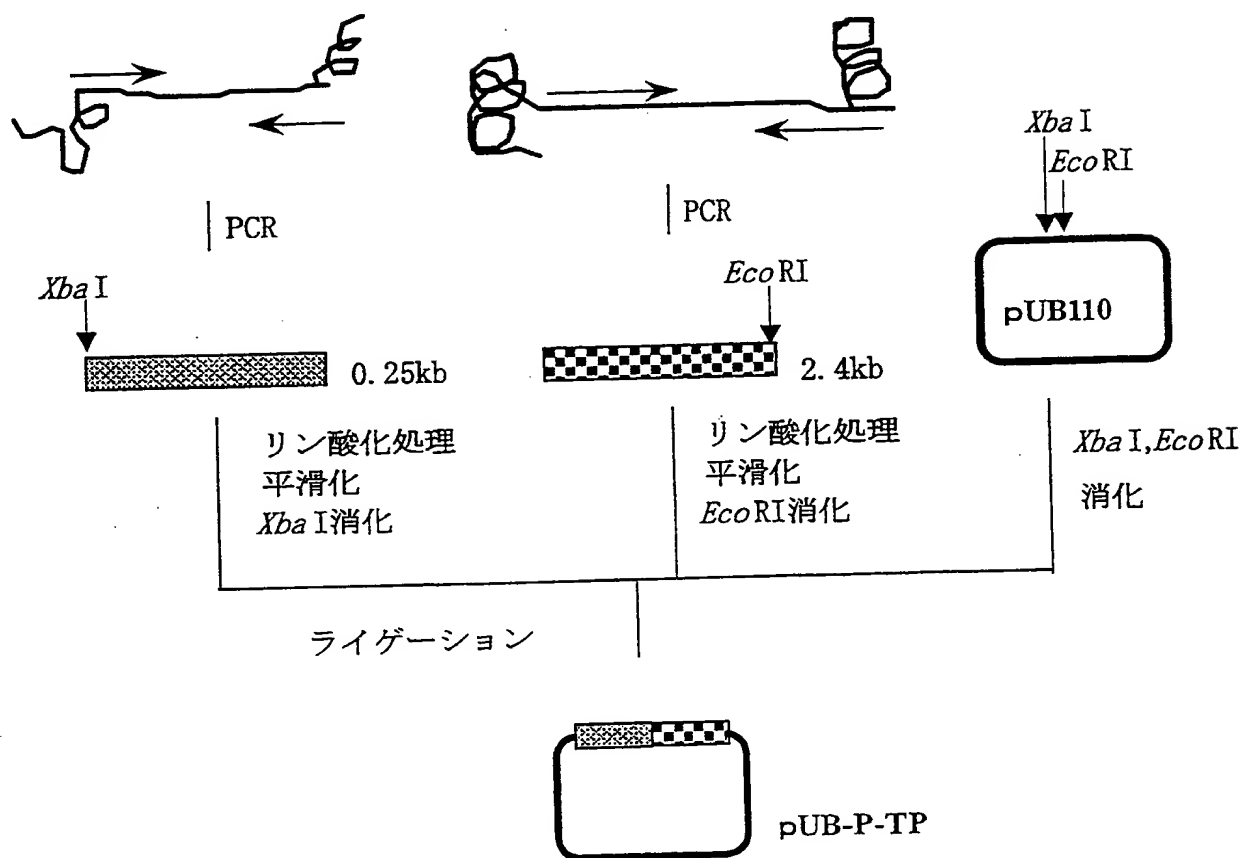 XbaI
EcoRI
PCR
PCR
XbaI
EcoRI
pUB110
0.25kb
2.4kb
リン酸化処理
平滑化
XbaI消化
リン酸化処理
平滑化
EcoRI消化
XbaI,EcoRI
消化
ライゲーション
pUB-P-TP